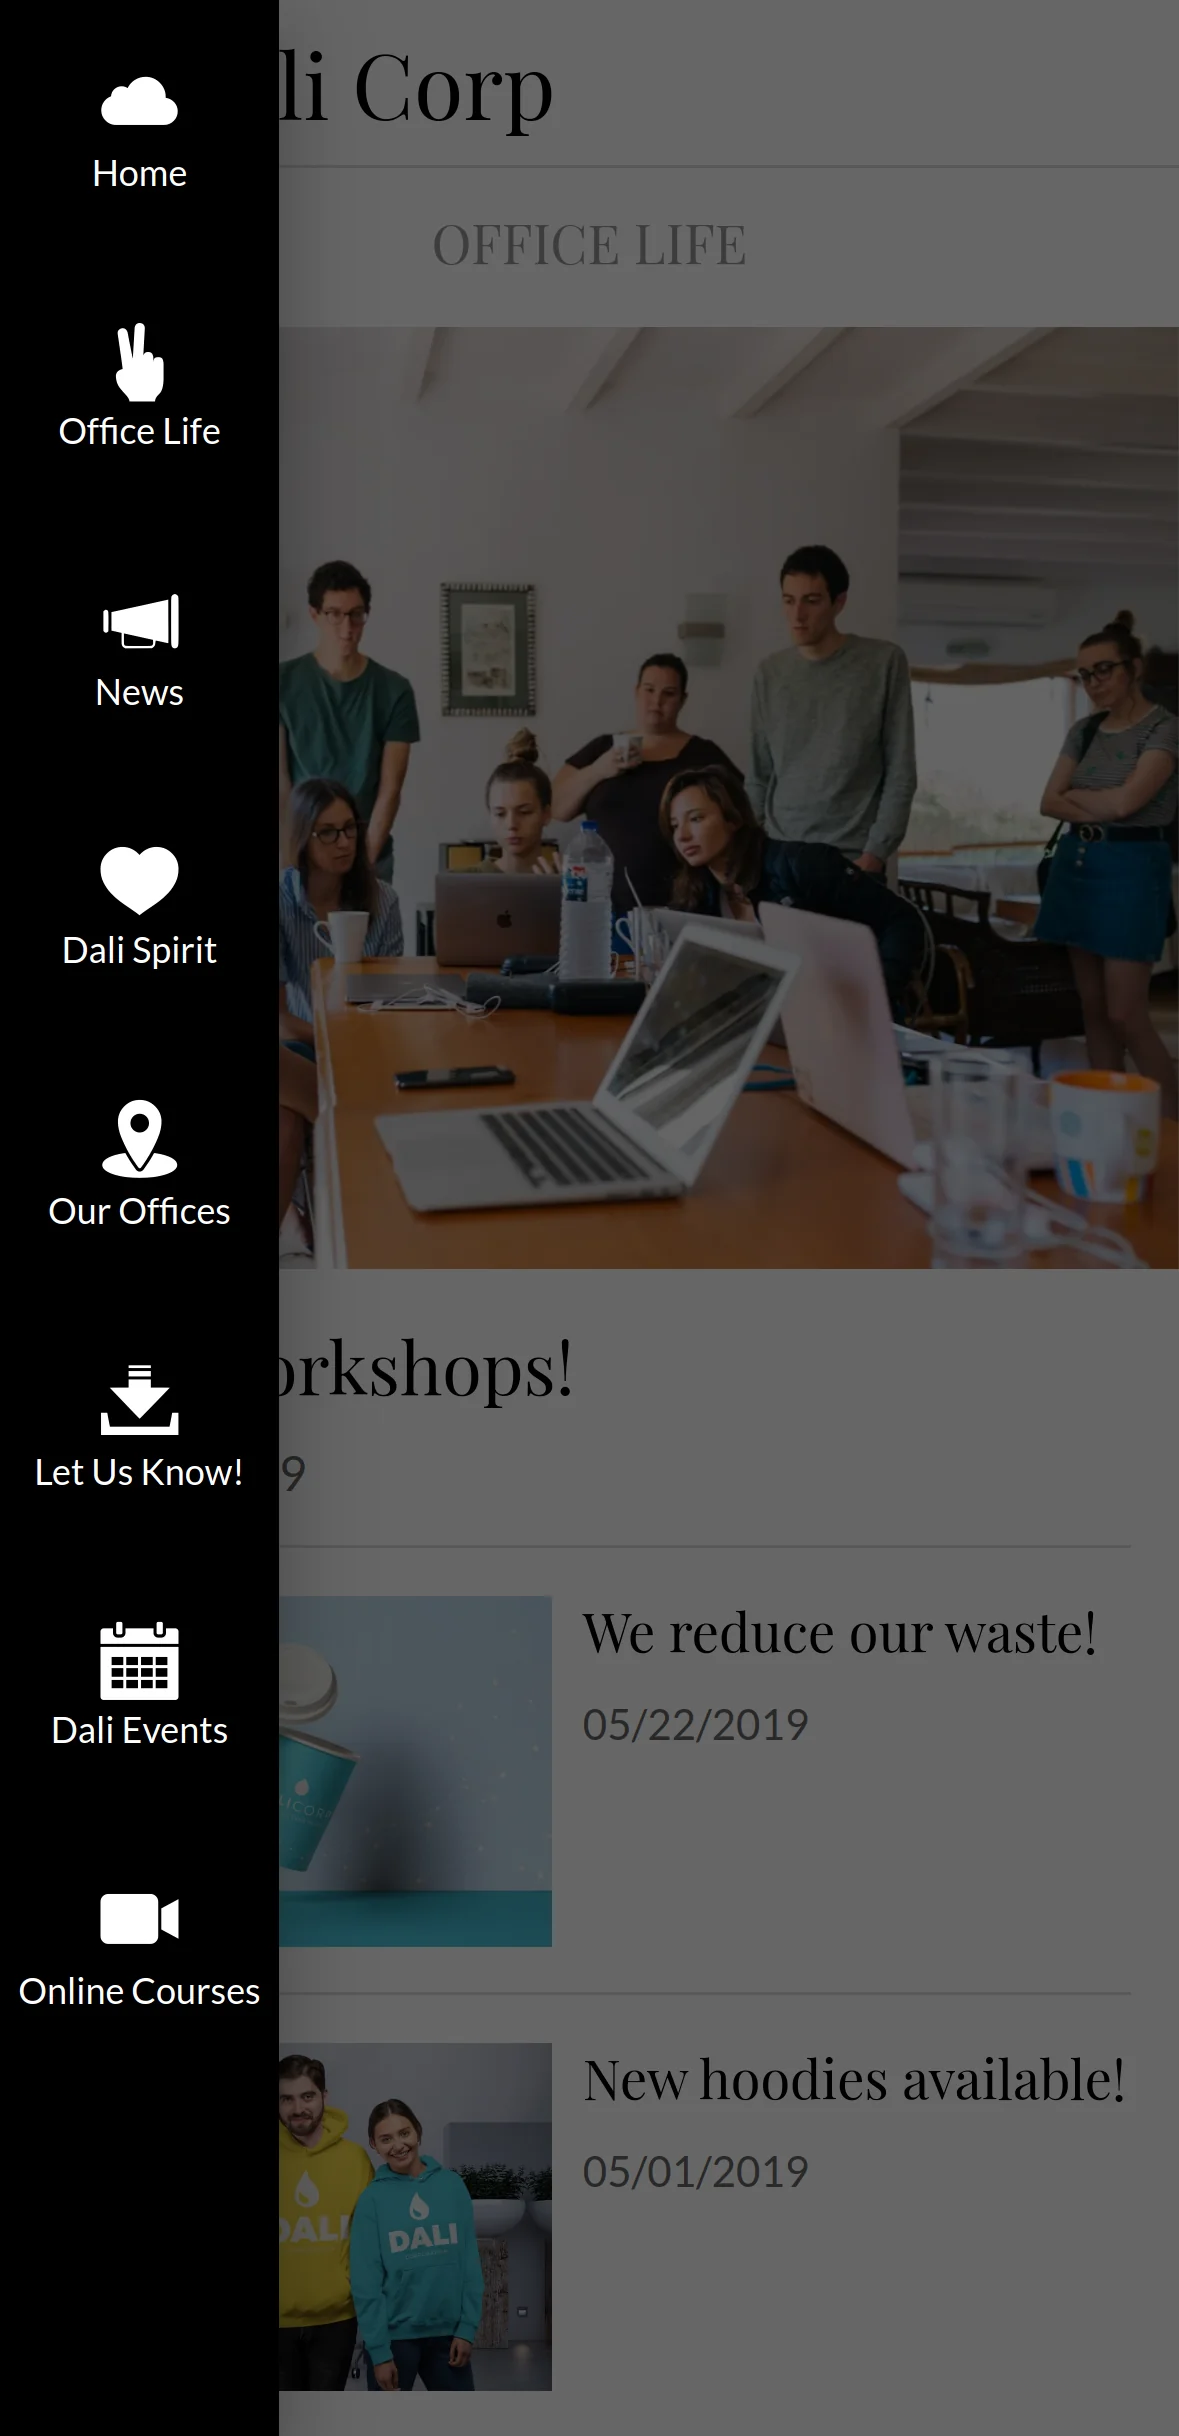 Home
Office Life
News
Dali Spirit
Our Offices
Let Us Know!
Dali Events
Online Courses
li Corp
OFFICE LIFE
orkshops!
9
We reduce our waste!
05/22/2019
LICORP
New hoodies available!
05/01/2019
DALI
DALI